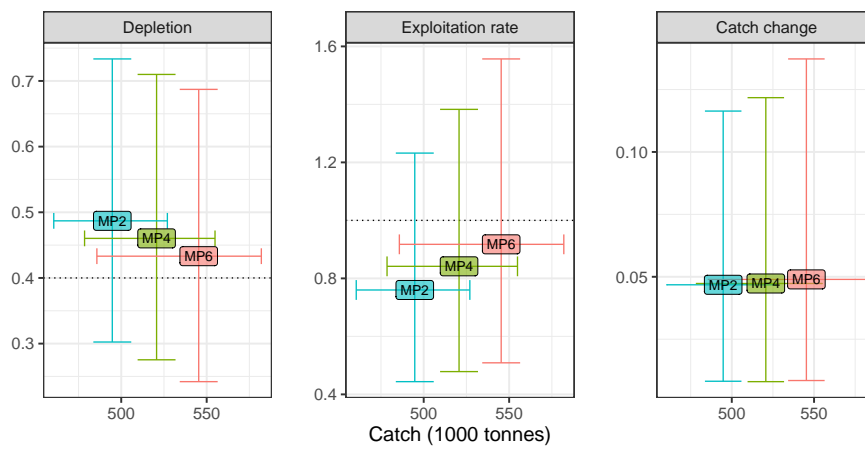 Depletion
Exploitation rate
Catch change
0.7
0.6
0.5
0.4
0.3
MP2
MP4
MP6
500
550
1.6
1.2
0.8
0.4
MP6
MP4
MP2
500
550
0.10
0.05
MP2
MP4
MP6
500
550
Catch (1000 tonnes)